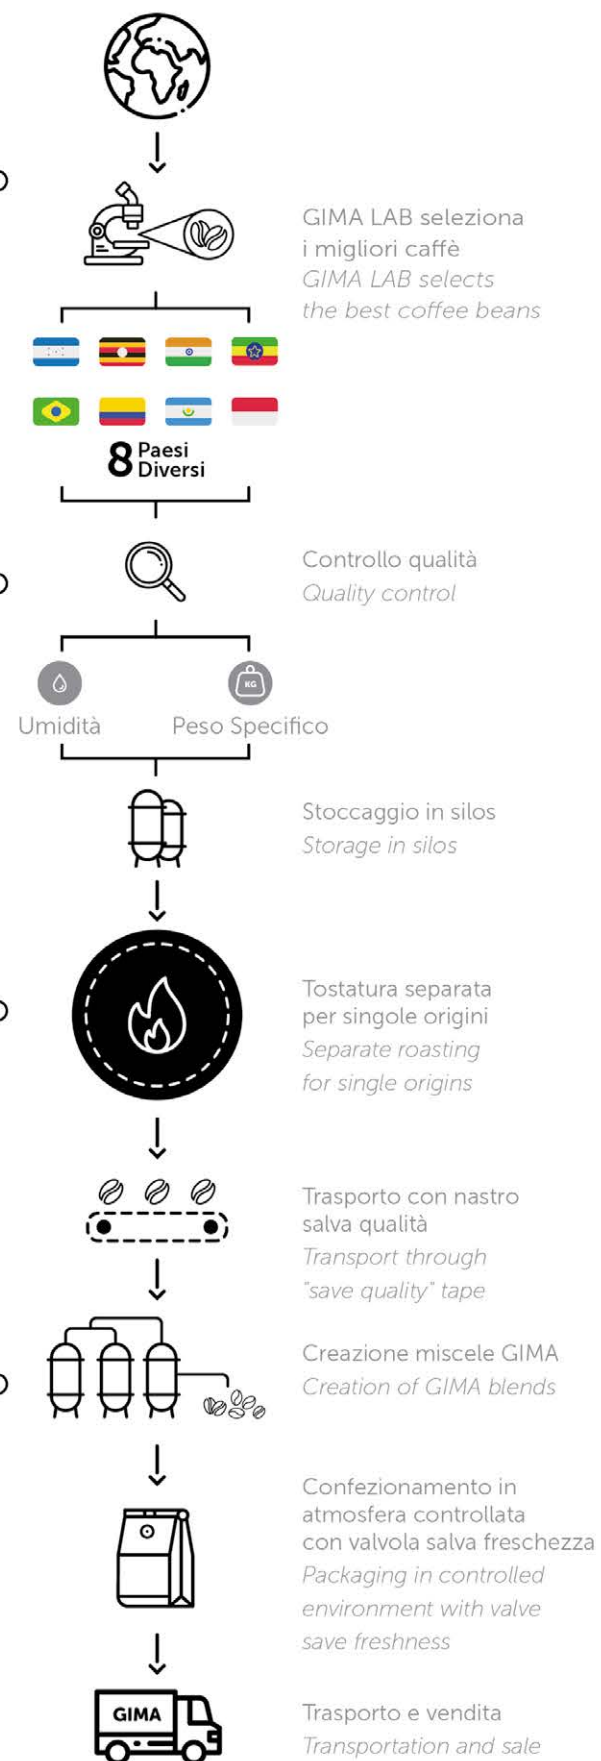 GIMA LAB seleziona
i migliori caffè
GIMA LAB selects
the best coffee beans
8 Paesi
Diversi
Controllo qualità
Quality control
KG
Umidità
Peso Specifico
Stoccaggio in silos
Storage in silos
Tostatura separata
per singole origini
Separate roasting
for single origins
Trasporto con nastro
salva qualità
Transport through
"save quality" tape
Creazione miscele GIMA
Creation of GIMA blends
Confezionamento in
atmosfera controllata
con valvola salva freschezza
Packaging in controlled
environment with valve
save freshness
GIMA
Trasporto e vendita
Transportation and sale